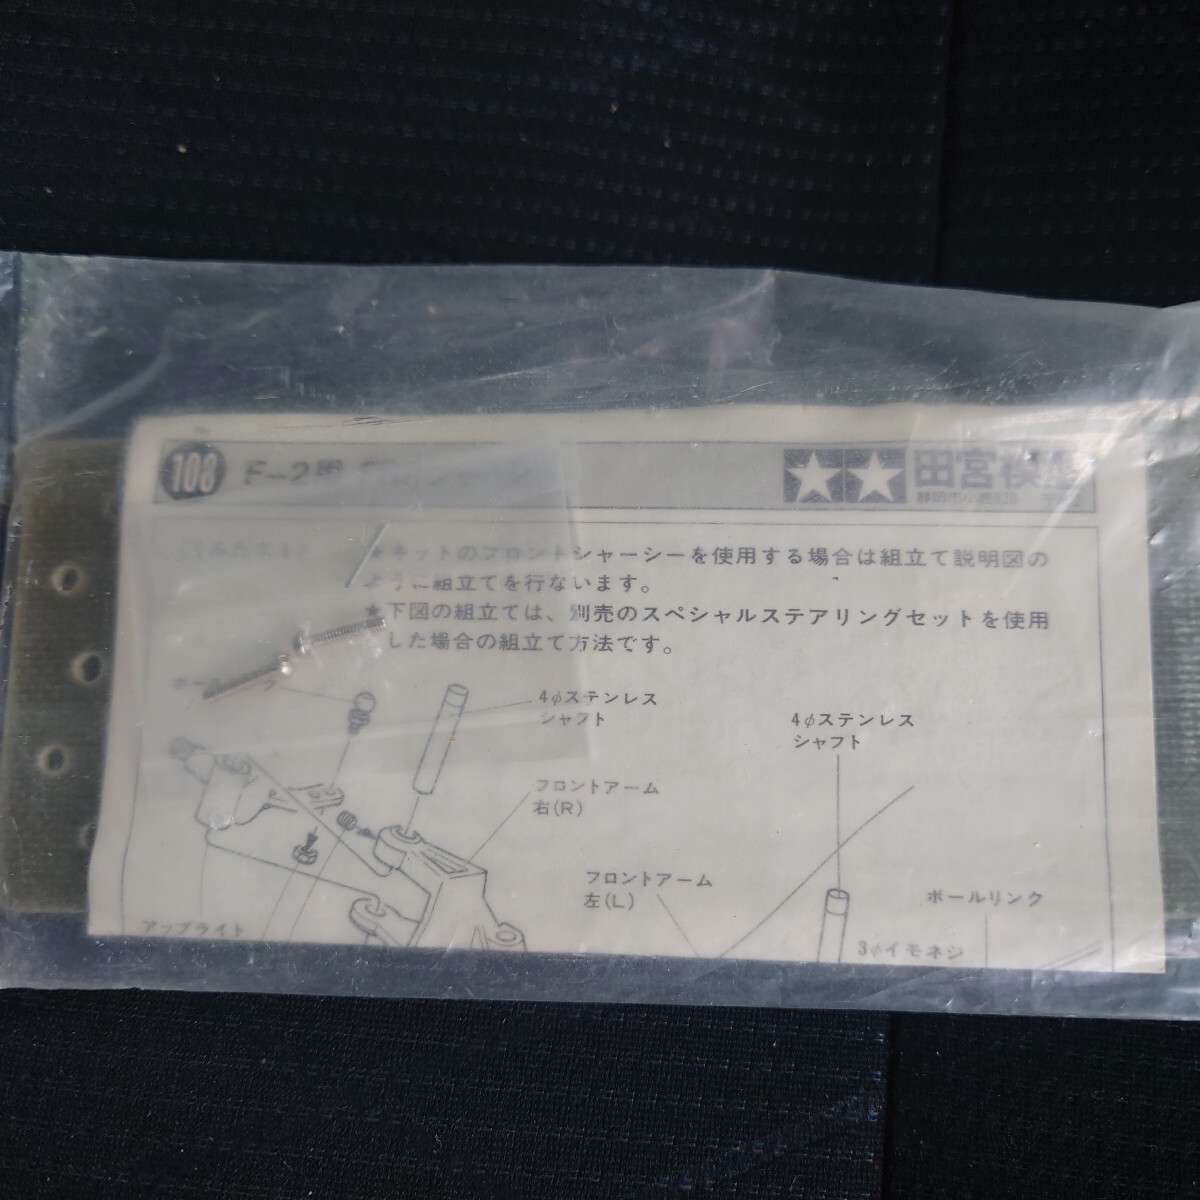 108 F-2用
田宮模型
静岡市小鹿628
★キットのフロントシャーシーを使用する場合は組立て説明図の
ように組立てを行ないます。
★下図の組立ては、別売のスペシャルステアリングセットを使用
した場合の組立て方法です。
4φステンレス
シャフト
4φステンレス
シャフト
フロントアーム
右(R)
フロントアーム
左(L)
ボールリンク
アップライト
3φイモネジ